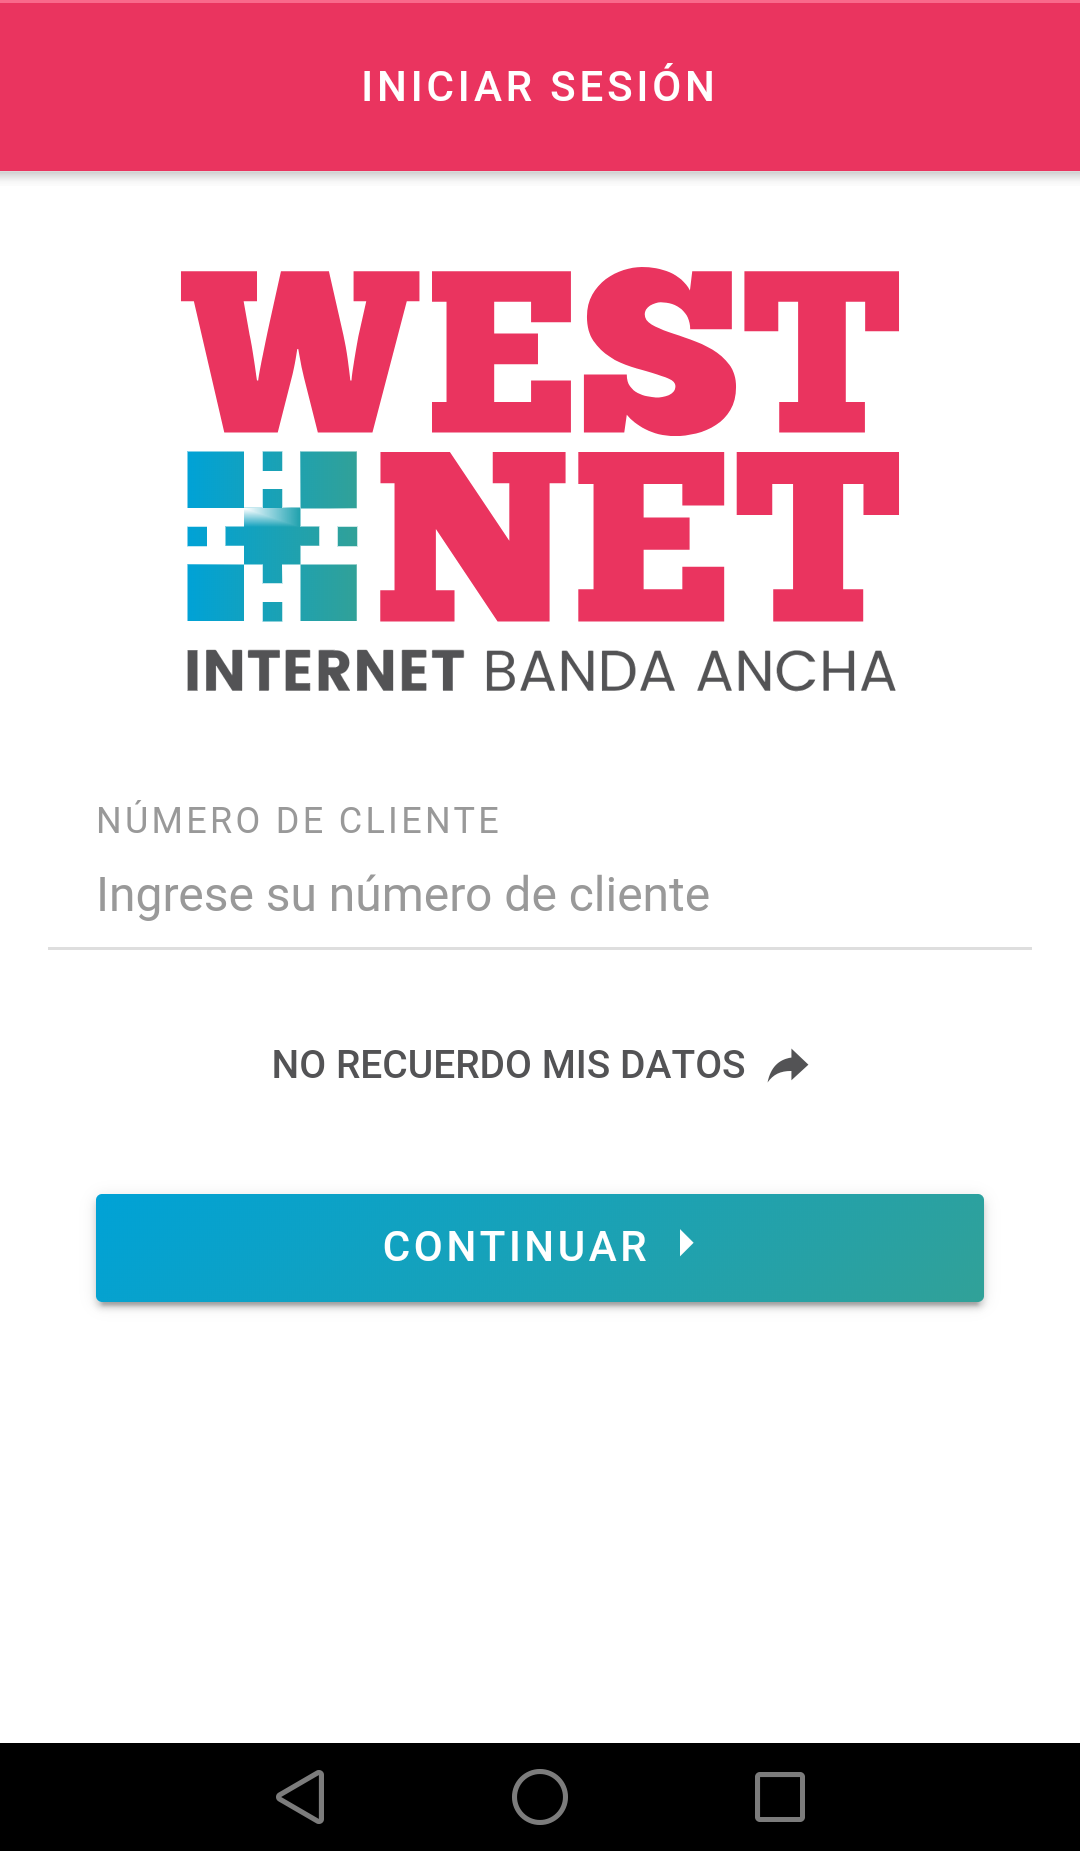 INICIAR SESIÓN
WEST
NET
INTERNET BANDA ANCHA
NÚMERO DE CLIENTE
Ingrese su número de cliente
NO RECUERDO MIS DATOS
CONTINUAR